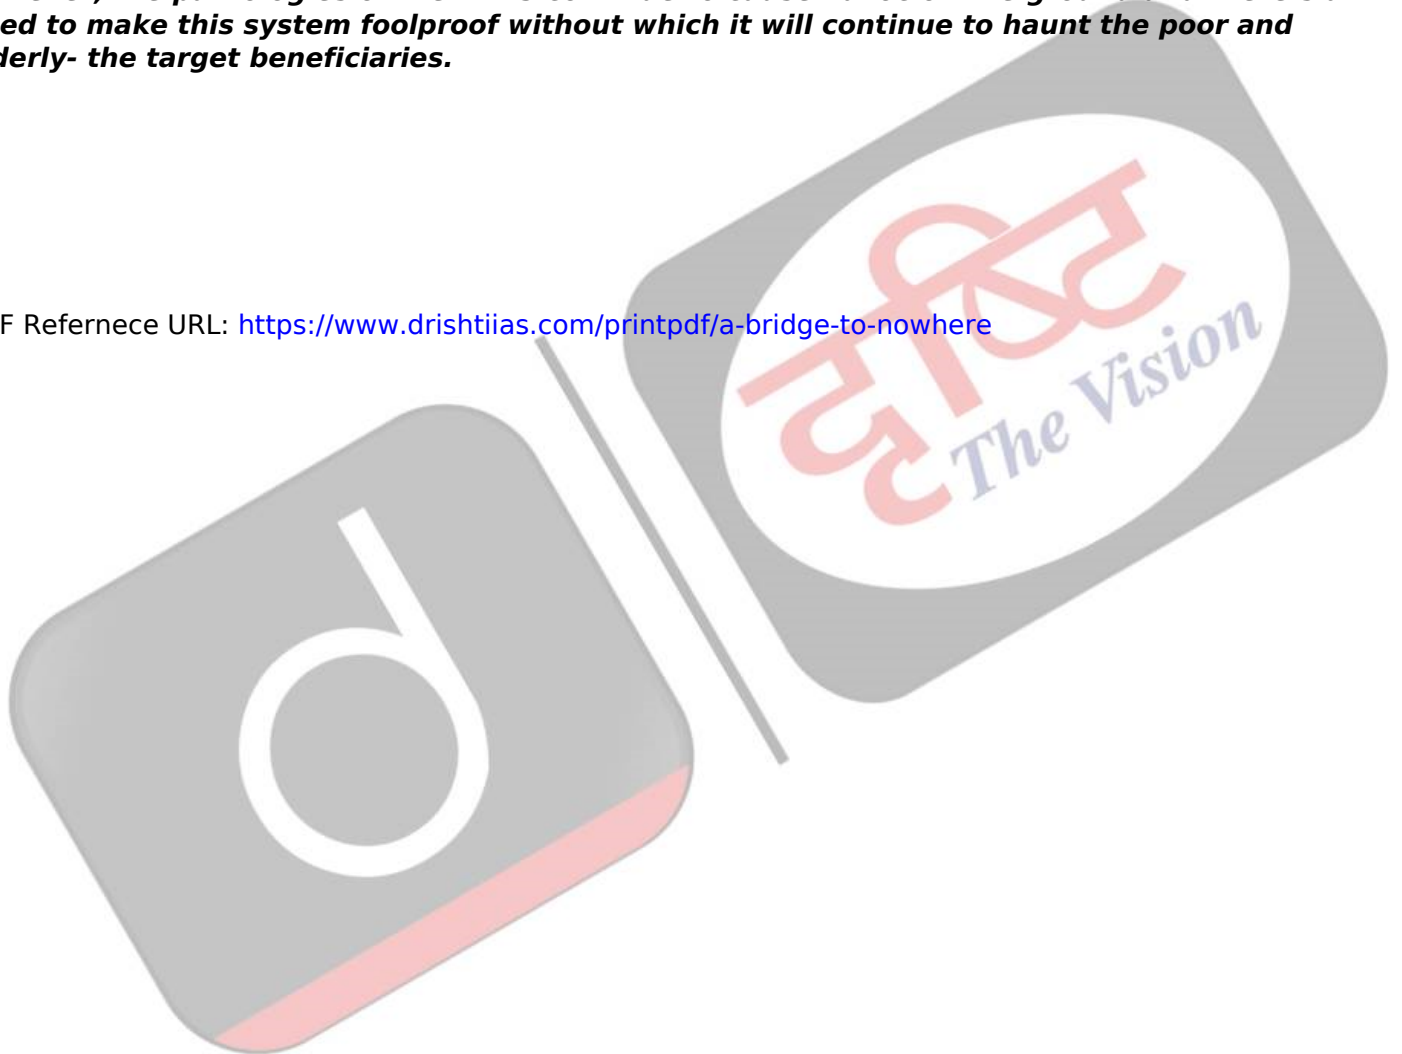 ed to make this system foolproof without which it will continue to haunt the poor and
derly- the target beneficiaries.
F Refernece URL: https://www.drishtiias.com/printpdf/a-bridge-to-nowhere
दृष्टि
The Vision
d